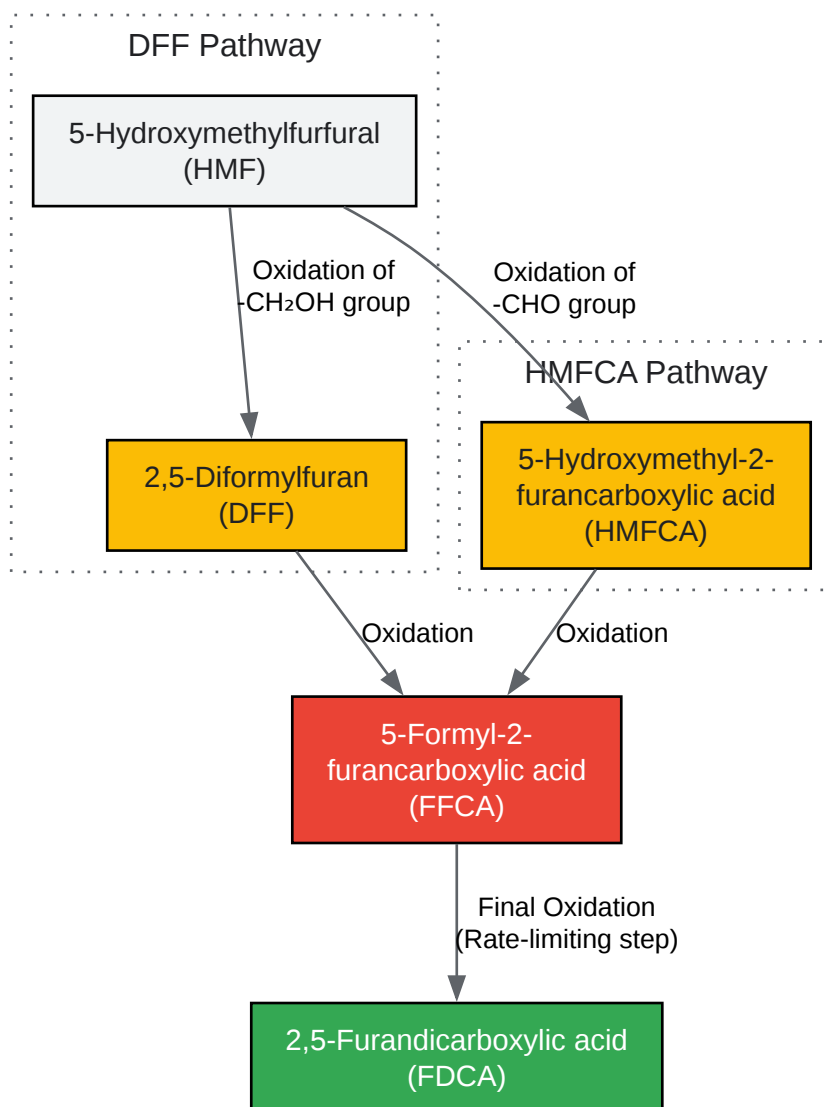 DFF Pathway
5-Hydroxymethylfurfural
(HMF)
Oxidation of
-CH₂OH group
Oxidation of
-CHO group
HMFCA Pathway
2,5-Diformylfuran
(DFF)
5-Hydroxymethyl-2-
furancarboxylic acid
(HMFCA)
Oxidation
Oxidation
5-Formyl-2-
furancarboxylic acid
(FFCA)
Final Oxidation
(Rate-limiting step)
2,5-Furandicarboxylic acid
(FDCA)